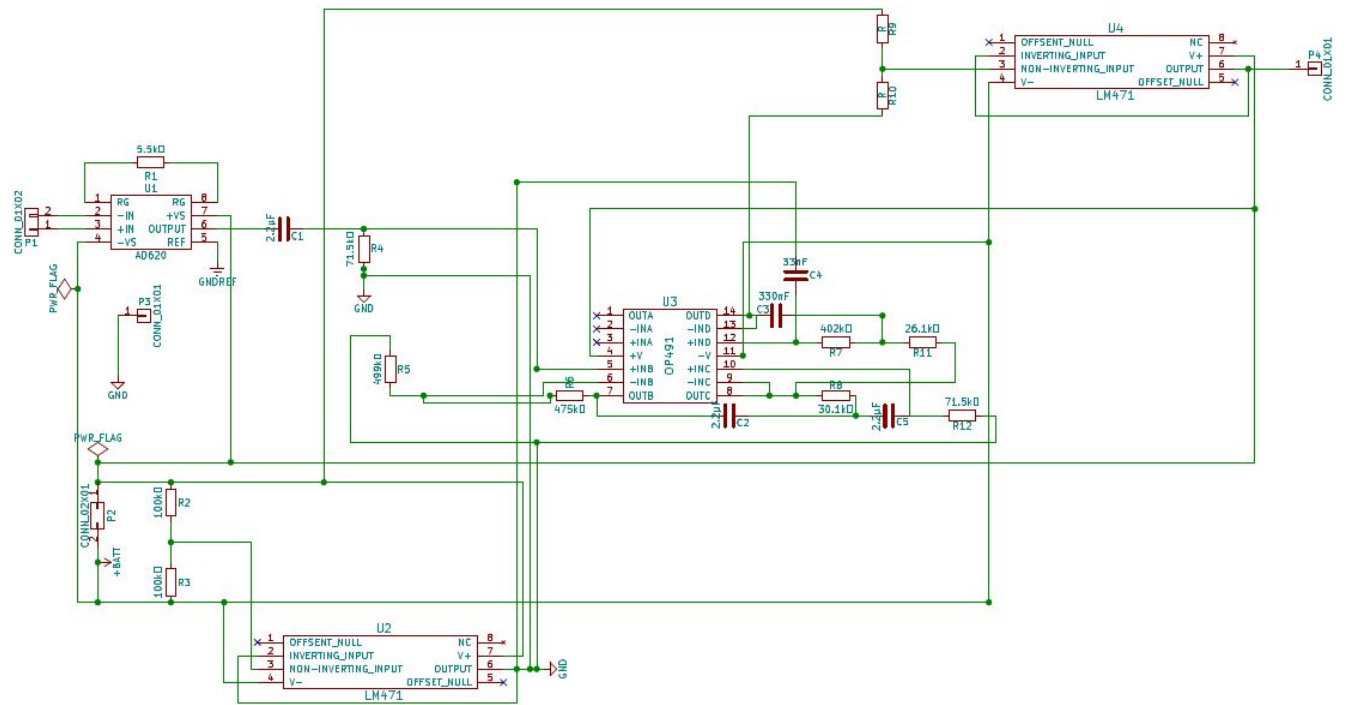 R
R9
R
R10
U4
1 OFFSENT_NULL NC 8
2 INVERTING_INPUT V+ 7
3 NON-INVERTING_INPUT OUTPUT 6
4 V- OFFSET_NULL 5
LM471
P4
1
CONN_01X01
5.5kΩ
R1
U1
1 RG RG 8
2 -IN +VS 7
3 +IN OUTPUT 6
4 -VS REF 5
AD620
CONN_01X02
2
1
P1
PWR_FLAG
GNDREF
2.2µF
C1
71.5kΩ
R4
GND
P3
1
CONN_01X01
GND
33nF
C4
330nF
C3
U3
1 OUTA OUTD 14
2 -INA -IND 13
3 +INA +IND 12
4 +V -V 11
5 +INB +INC 10
6 -INB -INC 9
7 OUTB OUTC 8
OP491
402kΩ
R7
26.1kΩ
R11
499kΩ
R5
R6
475kΩ
R8
30.1kΩ
2.2µF
C2
2.2µF
C5
71.5kΩ
R12
PWR_FLAG
CONN_02X01
1
2
P2
+BATT
100kΩ
R2
100kΩ
R3
U2
1 OFFSENT_NULL NC 8
2 INVERTING_INPUT V+ 7
3 NON-INVERTING_INPUT OUTPUT 6
4 V- OFFSET_NULL 5
LM471
GND